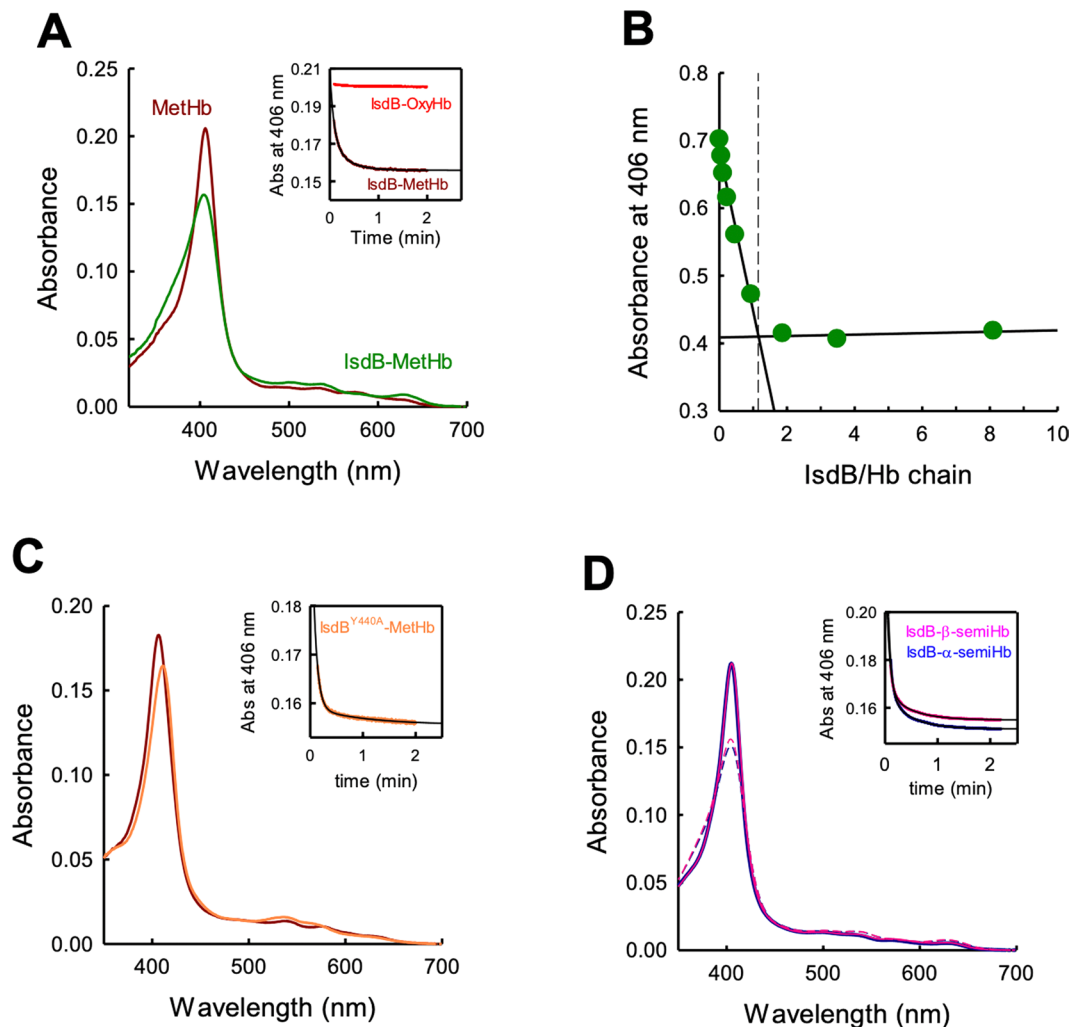 A
0.25
0.20
0.15
0.10
0.05
0.00
Absorbance
400
500
600
700
Wavelength (nm)
MetHb
IsdB-MetHb
0.21
0.19
0.17
0.15
Abs at 406 nm
0
1
2
Time (min)
IsdB-OxyHb
IsdB-MetHb
B
0.8
0.7
0.6
0.5
0.4
0.3
Absorbance at 406 nm
0
2
4
6
8
10
IsdB/Hb chain
C
0.20
0.15
0.10
0.05
0.00
Absorbance
400
500
600
700
Wavelength (nm)
0.18
0.17
0.16
Abs at 406 nm
0
1
2
time (min)
IsdB^Y440A-MetHb
D
0.25
0.20
0.15
0.10
0.05
0.00
Absorbance
400
500
600
700
Wavelength (nm)
0.20
0.18
0.16
Abs at 406 nm
0
1
2
time (min)
IsdB-β-semiHb
IsdB-α-semiHb